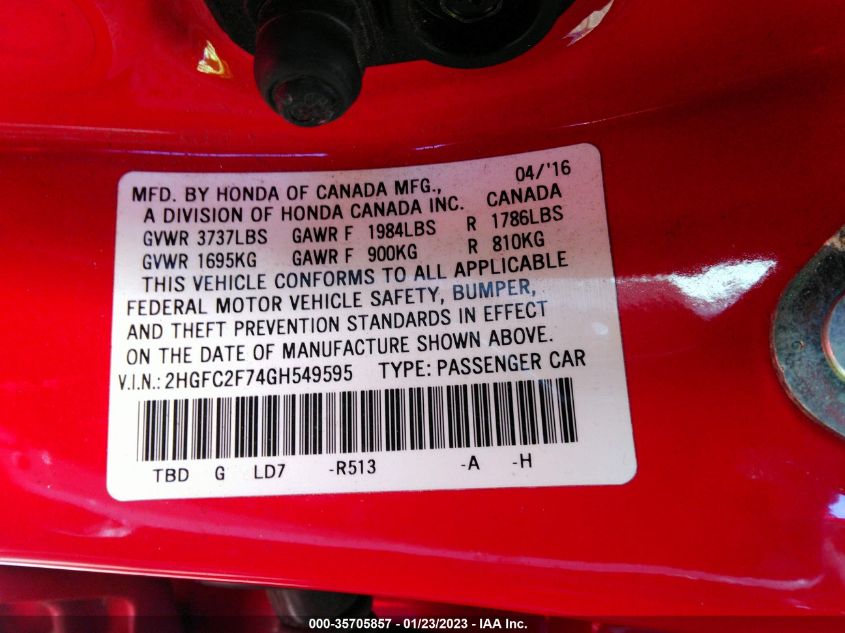 04/'16
MFD. BY HONDA OF CANADA MFG.,
A DIVISION OF HONDA CANADA INC. CANADA
GVWR 3737LBS GAWR F 1984LBS R 1786LBS
GVWR 1695KG GAWR F 900KG R 810KG
THIS VEHICLE CONFORMS TO ALL APPLICABLE
FEDERAL MOTOR VEHICLE SAFETY, BUMPER,
AND THEFT PREVENTION STANDARDS IN EFFECT
ON THE DATE OF MANUFACTURE SHOWN ABOVE.
V.I.N.: 2HGFC2F74GH549595 TYPE: PASSENGER CAR
TBD G LD7 -R513 -A -H
000-35705857 - 01/23/2023 - IAA Inc.